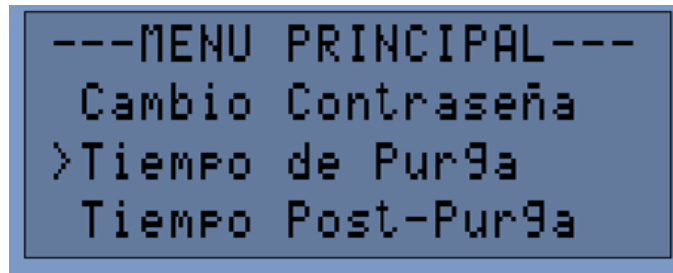 ---MENU PRINCIPAL---
Cambio Contraseña
>Tiempo de Purga
Tiempo Post-Purga